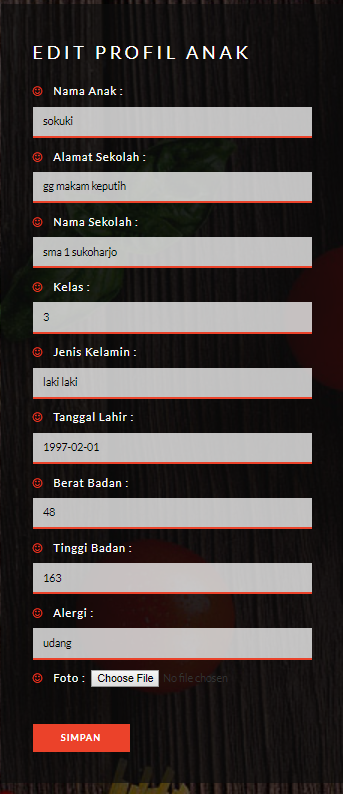 EDIT PROFIL ANAK
Nama Anak :
sokuki
Alamat Sekolah :
gg makam keputih
Nama Sekolah :
sma 1 sukoharjo
Kelas :
3
Jenis Kelamin :
laki laki
Tanggal Lahir :
1997-02-01
Berat Badan :
48
Tinggi Badan :
163
Alergi :
udang
Foto : Choose File No file chosen
SIMPAN